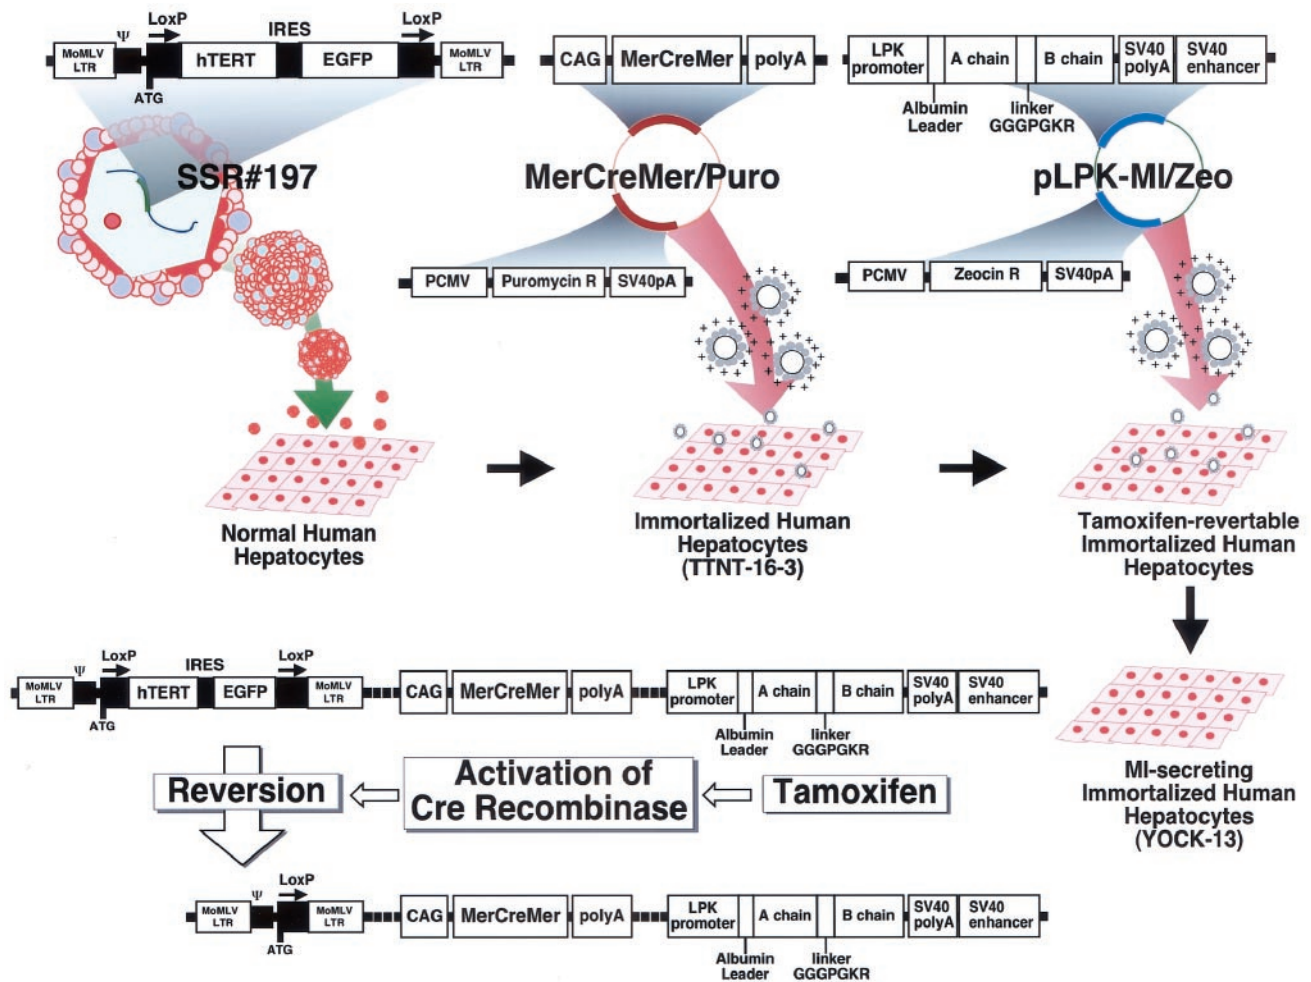 LoxP IRES LoxP
Ψ
MoMLV LTR hTERT EGFP MoMLV LTR
ATG
CAG MerCreMer polyA
LPK promoter A chain B chain SV40 polyA SV40 enhancer
Albumin Leader
linker GGGPGKR
SSR#197
MerCreMer/Puro
pLPK-MI/Zeo
PCMV Puromycin R SV40pA
PCMV Zeocin R SV40pA
+ + + + + + + + + + + +
Normal Human
Hepatocytes
Immortalized Human
Hepatocytes
(TTNT-16-3)
Tamoxifen-revertable
Immortalized Human
Hepatocytes
LoxP IRES LoxP
Ψ
MoMLV LTR hTERT EGFP MoMLV LTR CAG MerCreMer polyA LPK promoter A chain B chain SV40 polyA SV40 enhancer
ATG
Albumin Leader
linker GGGPGKR
Reversion
Activation of
Cre Recombinase
Tamoxifen
MI-secreting
Immortalized Human
Hepatocytes
(YOCK-13)
LoxP
Ψ
MoMLV LTR MoMLV LTR CAG MerCreMer polyA LPK promoter A chain B chain SV40 polyA SV40 enhancer
ATG
Albumin Leader
linker GGGPGKR